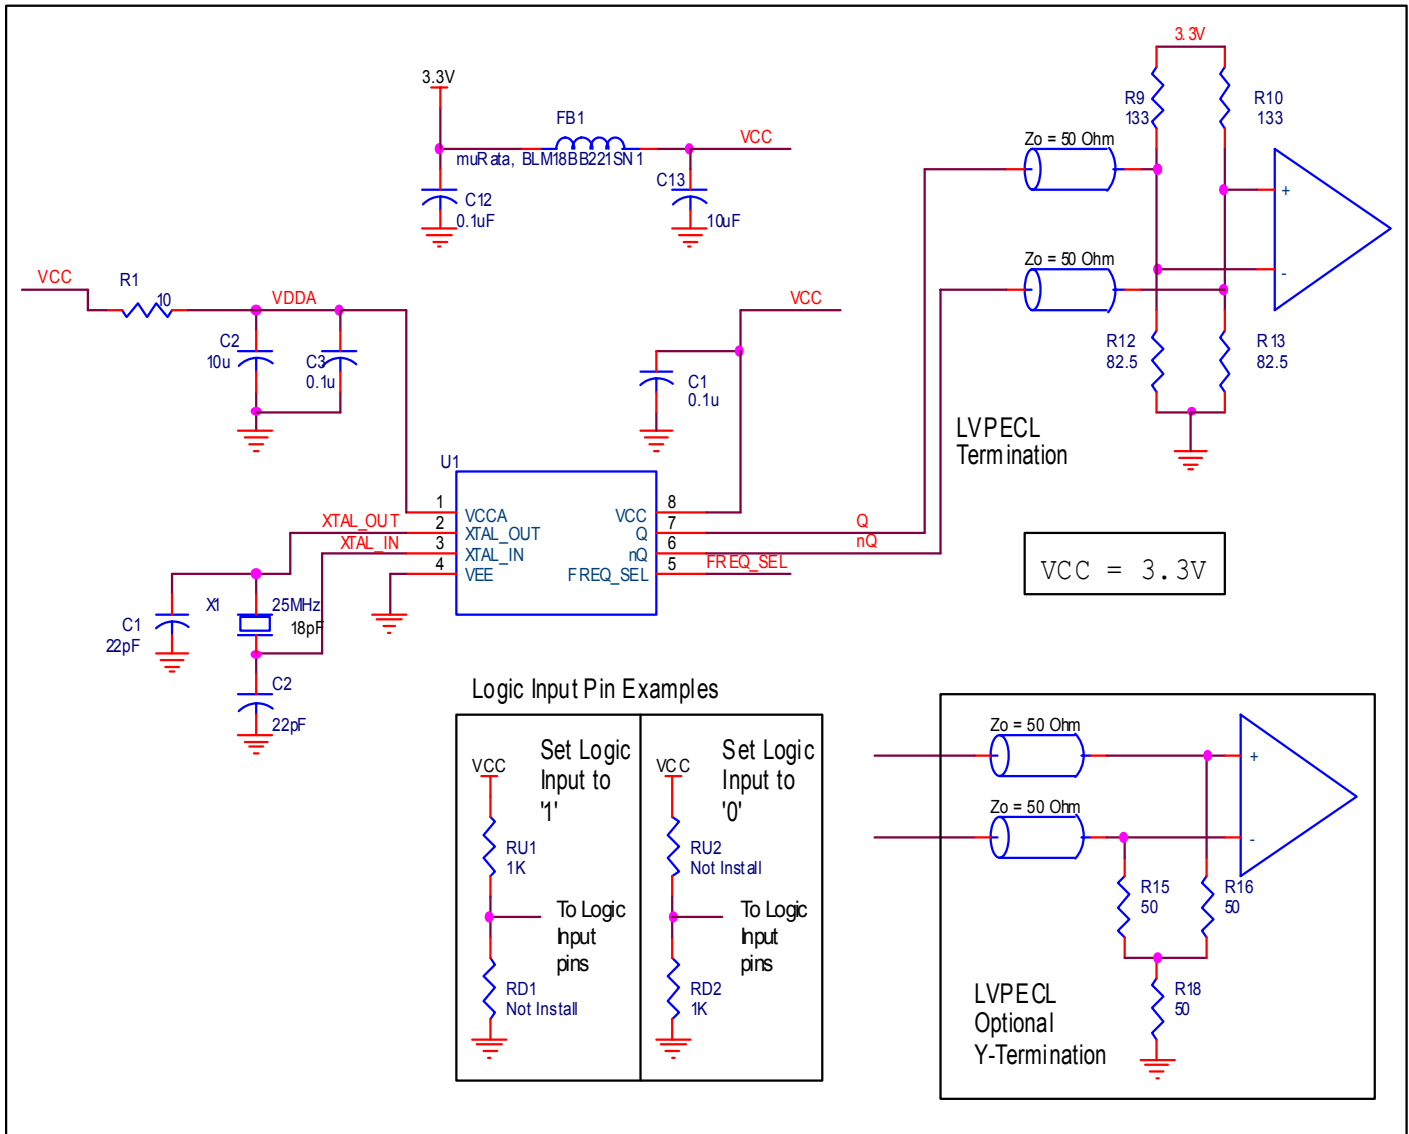 3.3V
3.3V
FB1
VCC
muRata, BLM18BB221SN1
C12
0.1uF
C13
10uF
R9
133
R10
133
Zo = 50 Ohm
+
Zo = 50 Ohm
-
R12
82.5
R13
82.5
LVPECL
Termination
VCC
R1
10
VDDA
C2
10u
C3
0.1u
VCC
C1
0.1u
U1
1
VCCA
2
XTAL_OUT
3
XTAL_IN
4
VEE
8
VCC
7
Q
6
nQ
5
FREQ_SEL
XTAL_OUT
XTAL_IN
Q
nQ
FREQ_SEL
VCC = 3.3V
C1
22pF
X1
25MHz
18pF
C2
22pF
Logic Input Pin Examples
VCC
Set Logic
Input to
'1'
RU1
1K
To Logic
Input
pins
RD1
Not Install
VCC
Set Logic
Input to
'0'
RU2
Not Install
To Logic
Input
pins
RD2
1K
Zo = 50 Ohm
+
Zo = 50 Ohm
-
R15
50
R16
50
R18
50
LVPECL
Optional
Y-Termination